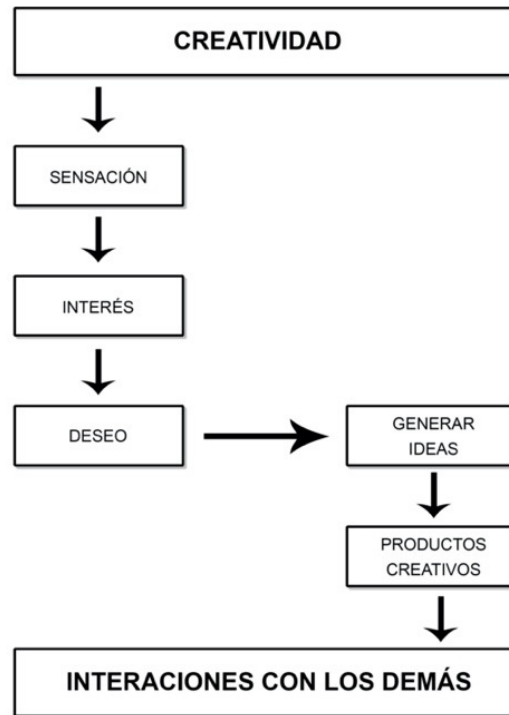 CREATIVIDAD
SENSACIÓN
INTERÉS
DESEO
GENERAR
IDEAS
PRODUCTOS
CREATIVOS
INTERACIONES CON LOS DEMÁS